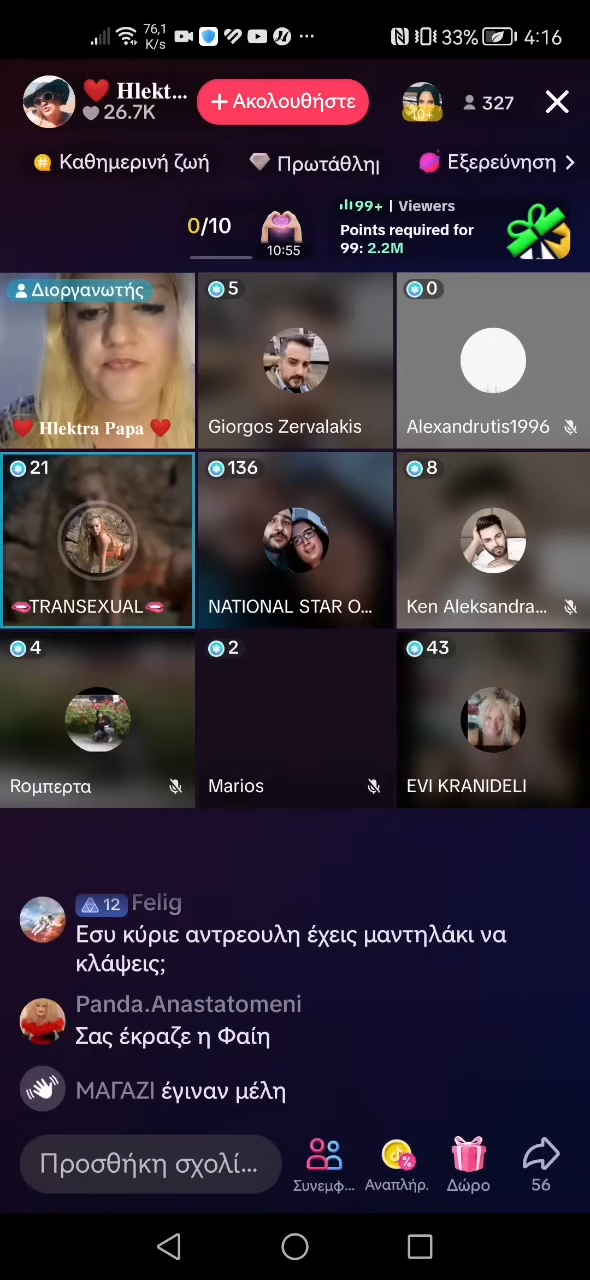 76,1
K/s
33%
4:16
❤️ Hlekt...
26.7K
+ Ακολουθήστε
10+
327
Καθημερινή ζωή
Πρωτάθλη
Εξερεύνηση >
0/10
10:55
99+ | Viewers
Points required for
99: 2.2M
Διοργανωτής
❤️ Hlektra Papa ❤️
5
Giorgos Zervalakis
0
Alexandrutis1996
21
🫦TRANSEXUAL🫦
136
NATIONAL STAR O...
8
Ken Aleksandra...
4
Roμπερτα
2
Marios
43
EVI KRANIDELI
12 Felig
Εσυ κύριε αντρεουλη έχεις μαντηλάκι να
κλάψεις;
Panda.Anastatomeni
Σας έκραζε η Φαίη
ΜΑΓΑΖΙ έγιναν μέλη
Προσθήκη σχολί...
Συνεμφ...
Αναπλήρ.
Δώρο
56